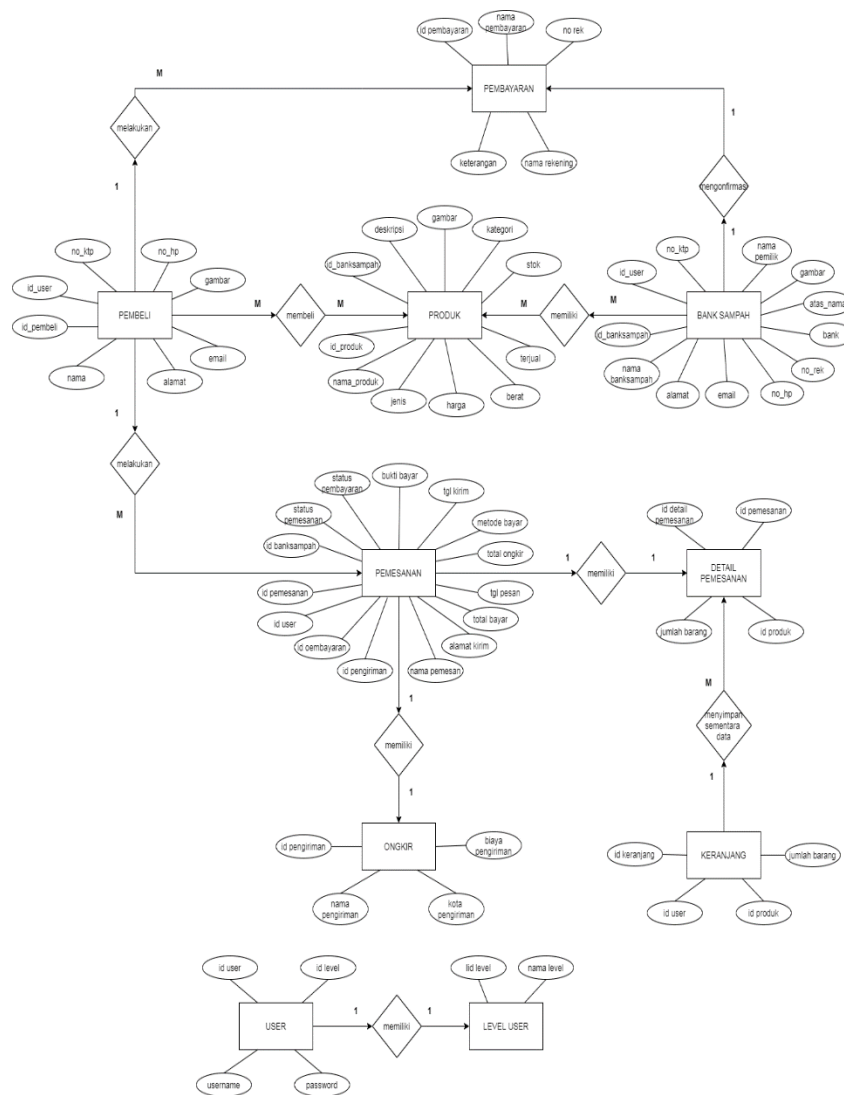 nama
pembayaran
id pembayaran
no rek
M
PEMBAYARAN
melakukan
1
keterangan
nama rekening
mengonfirmasi
1
1
gambar
deskripsi
kategori
no_ktp
no_hp
no_ktp
nama
pemilik
id_banksampah
stok
id_user
gambar
id_user
gambar
atas_nama
PEMBELI
M
membeli
M
PRODUK
M
memiliki
M
BANK SAMPAH
id_pembeli
id_banksampah
bank
email
id_produk
terjual
nama
banksampah
no_rek
nama
alamat
nama_produk
jenis
harga
berat
alamat
email
no_hp
1
melakukan
M
status
pembayaran
bukti bayar
tgl kirim
status
pemesanan
metode bayar
id detail
pemesanan
id pemesanan
id banksampah
total ongkir
PEMESANAN
1
memiliki
1
DETAIL
PEMESANAN
id pemesanan
tgl pesan
id user
total bayar
jumlah barang
id produk
id oembayaran
alamat kirim
id pengiriman
nama pemesan
1
M
menyimpan
sementara
data
memiliki
1
1
id pengiriman
ONGKIR
biaya
pengiriman
id keranjang
KERANJANG
jumlah barang
nama
pengiriman
kota
pengiriman
id user
id produk
id user
id level
lid level
nama level
USER
1
memiliki
1
LEVEL USER
username
password